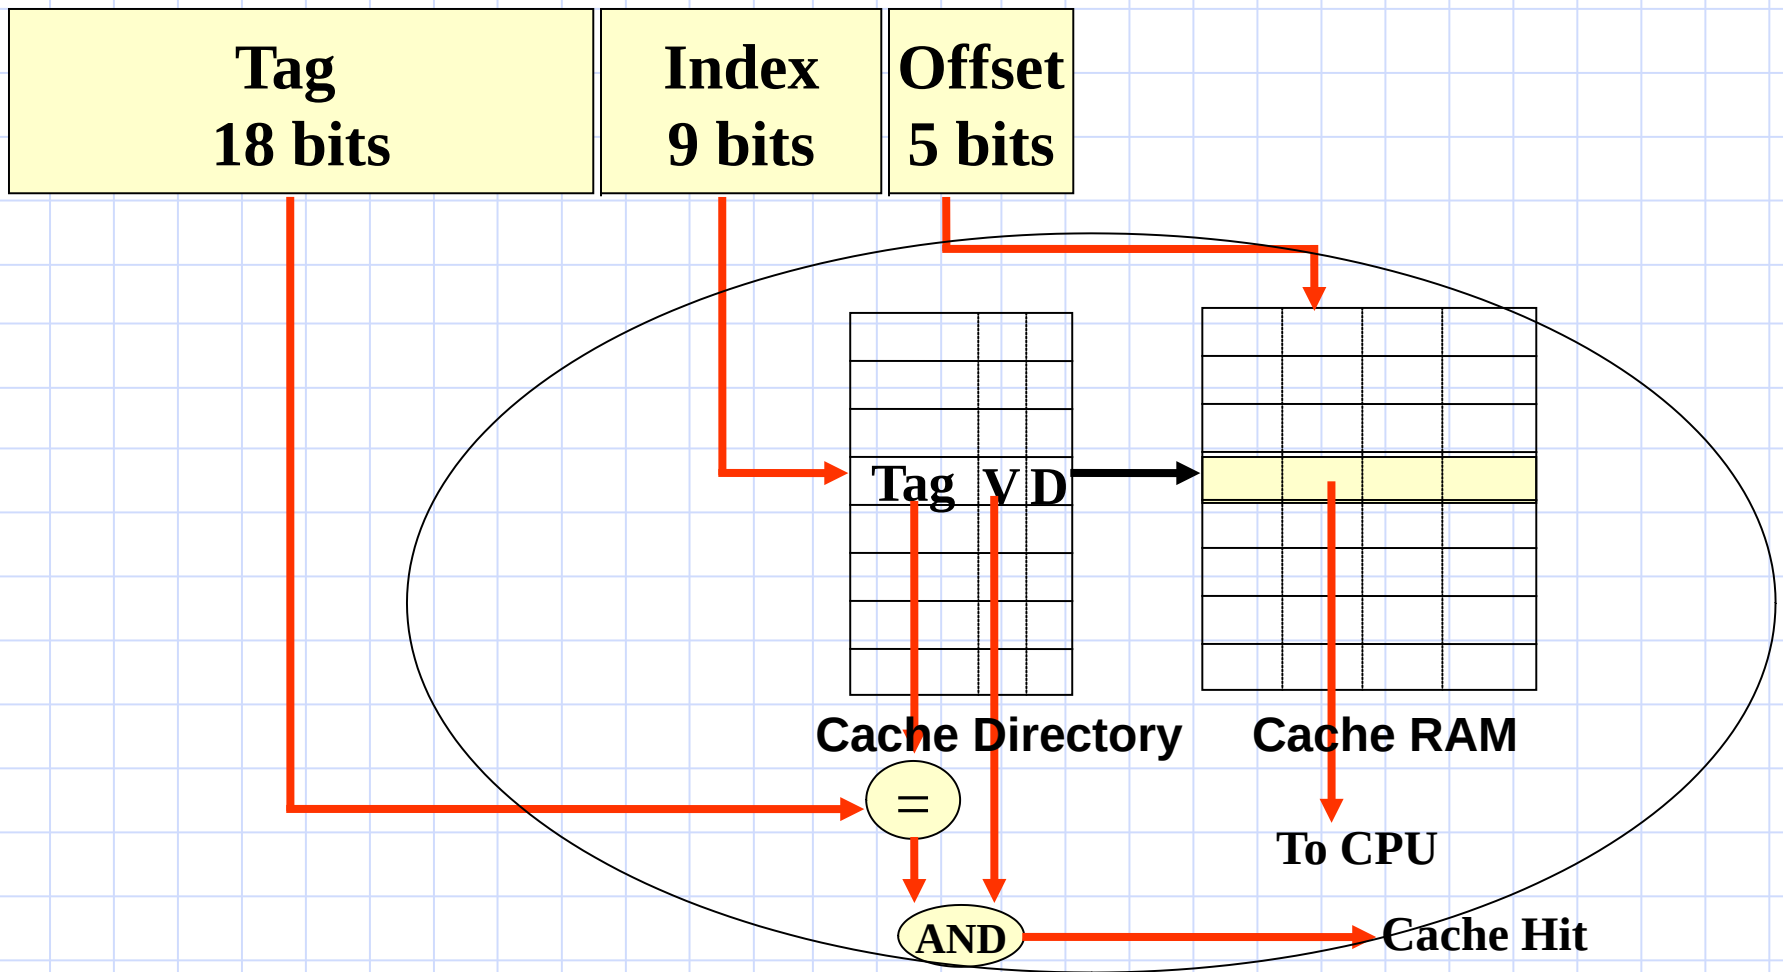 Tag
18 bits
Index
9 bits
Offset
5 bits
Tag V D
Cache Directory
Cache RAM
=
To CPU
AND
Cache Hit